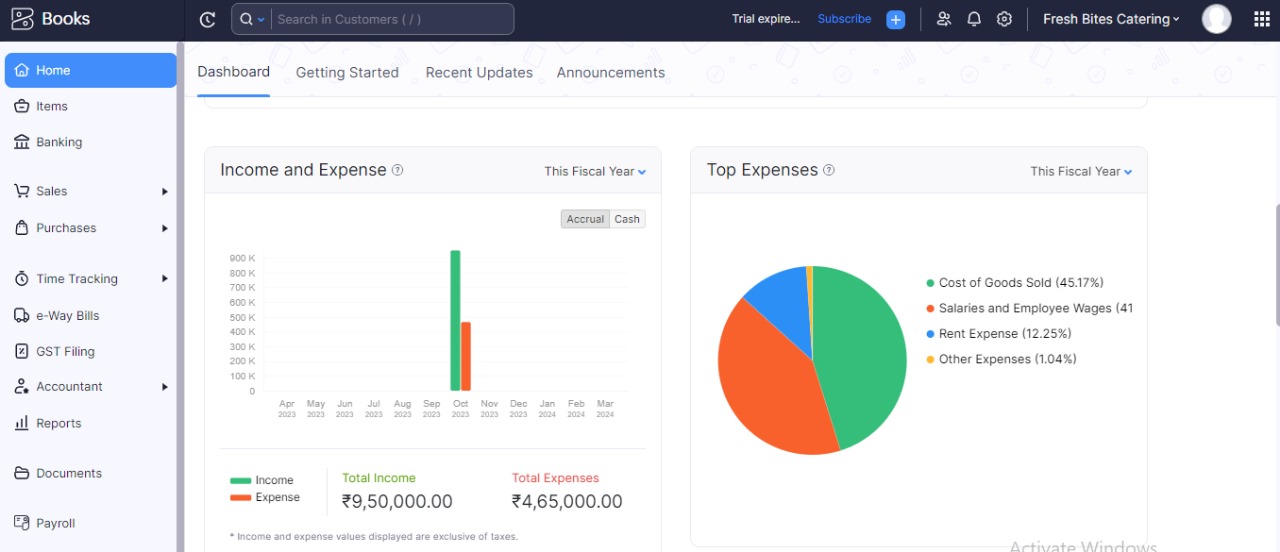 Books
Search in Customers ( / )
Trial expire...
Subscribe
Fresh Bites Catering
Home
Items
Banking
Sales
Purchases
Time Tracking
e-Way Bills
GST Filing
Accountant
Reports
Documents
Payroll
Dashboard
Getting Started
Recent Updates
Announcements
Income and Expense
This Fiscal Year
Accrual
Cash
900 K
800 K
700 K
600 K
500 K
400 K
300 K
200 K
100 K
0
Apr May Jun Jul Aug Sep Oct Nov Dec Jan Feb Mar
2023 2023 2023 2023 2023 2023 2023 2023 2023 2024 2024 2024
Income
Expense
Total Income
₹9,50,000.00
Total Expenses
₹4,65,000.00
* Income and expense values displayed are exclusive of taxes.
Top Expenses
This Fiscal Year
Cost of Goods Sold (45.17%)
Salaries and Employee Wages (41
Rent Expense (12.25%)
Other Expenses (1.04%)
Activate Windows